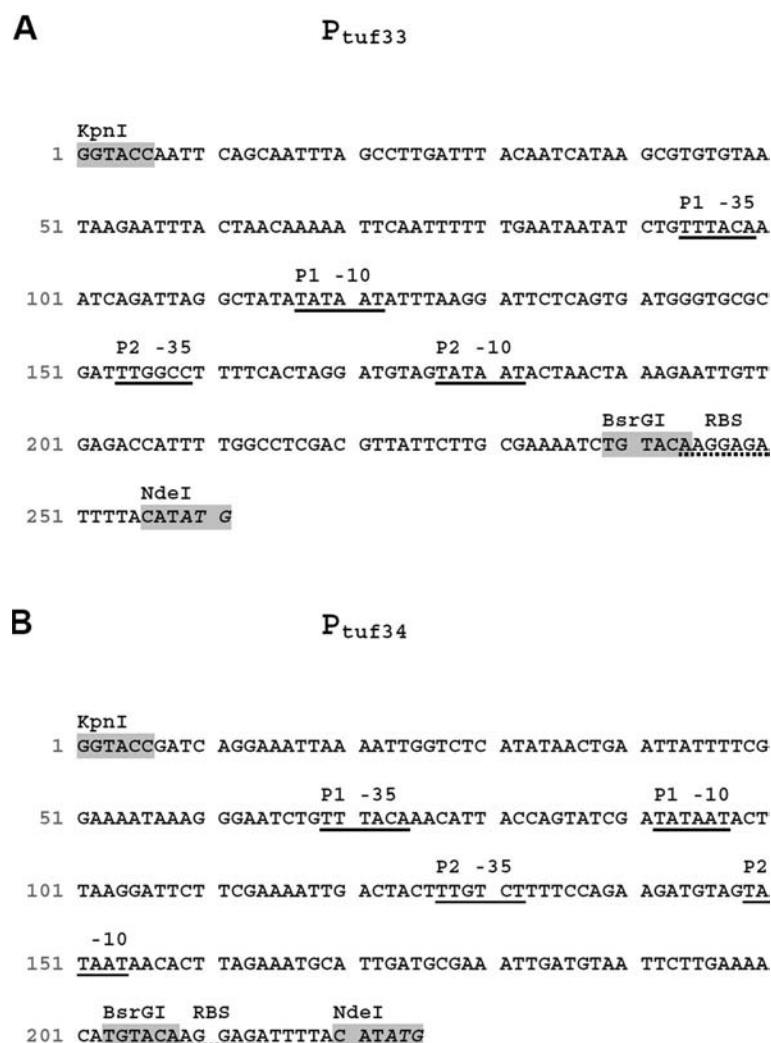 A
Ptuf33
KpnI
1 GGTACCAATT CAGCAATTTA GCCTTGATTT ACAATCATAA GCGTGTGTAA
P1 -35
51 TAAGAATTTA CTAACAAAAA TTCAATTTTT TGAATAATAT CTGTTTACAA
P1 -10
101 ATCAGATTAG GCTATATATA ATATTTAAGG ATTCTCAGTG ATGGGTGCGC
P2 -35 P2 -10
151 GATTTGGCCT TTTCACTAGG ATGTAGTATA ATACTAACTA AAGAATTGTT
BsrGI RBS
201 GAGACCATTT TGGCCTCGAC GTTATTCTTG CGAAAATCTG TACAAGGAGA
NdeI
251 TTTTACATAT G
B
Ptuf34
KpnI
1 GGTACCGATC AGGAAATTAA AATTGGTCTC ATATAACTGA ATTATTTTCG
P1 -35 P1 -10
51 GAAAATAAAG GGAATCTGTT TACAAACATT ACCAGTATCG ATATAATACT
P2 -35 P2
101 TAAGGATTCT TCGAAAATTG ACTACTTTGT CTTTTCCAGA AGATGTAGTA
-10
151 TAATAACACT TAGAAATGCA TTGATGCGAA ATTGATGTAA TTCTTGAAAA
BsrGI RBS NdeI
201 CATGTACAAG GAGATTTTAC ATATG